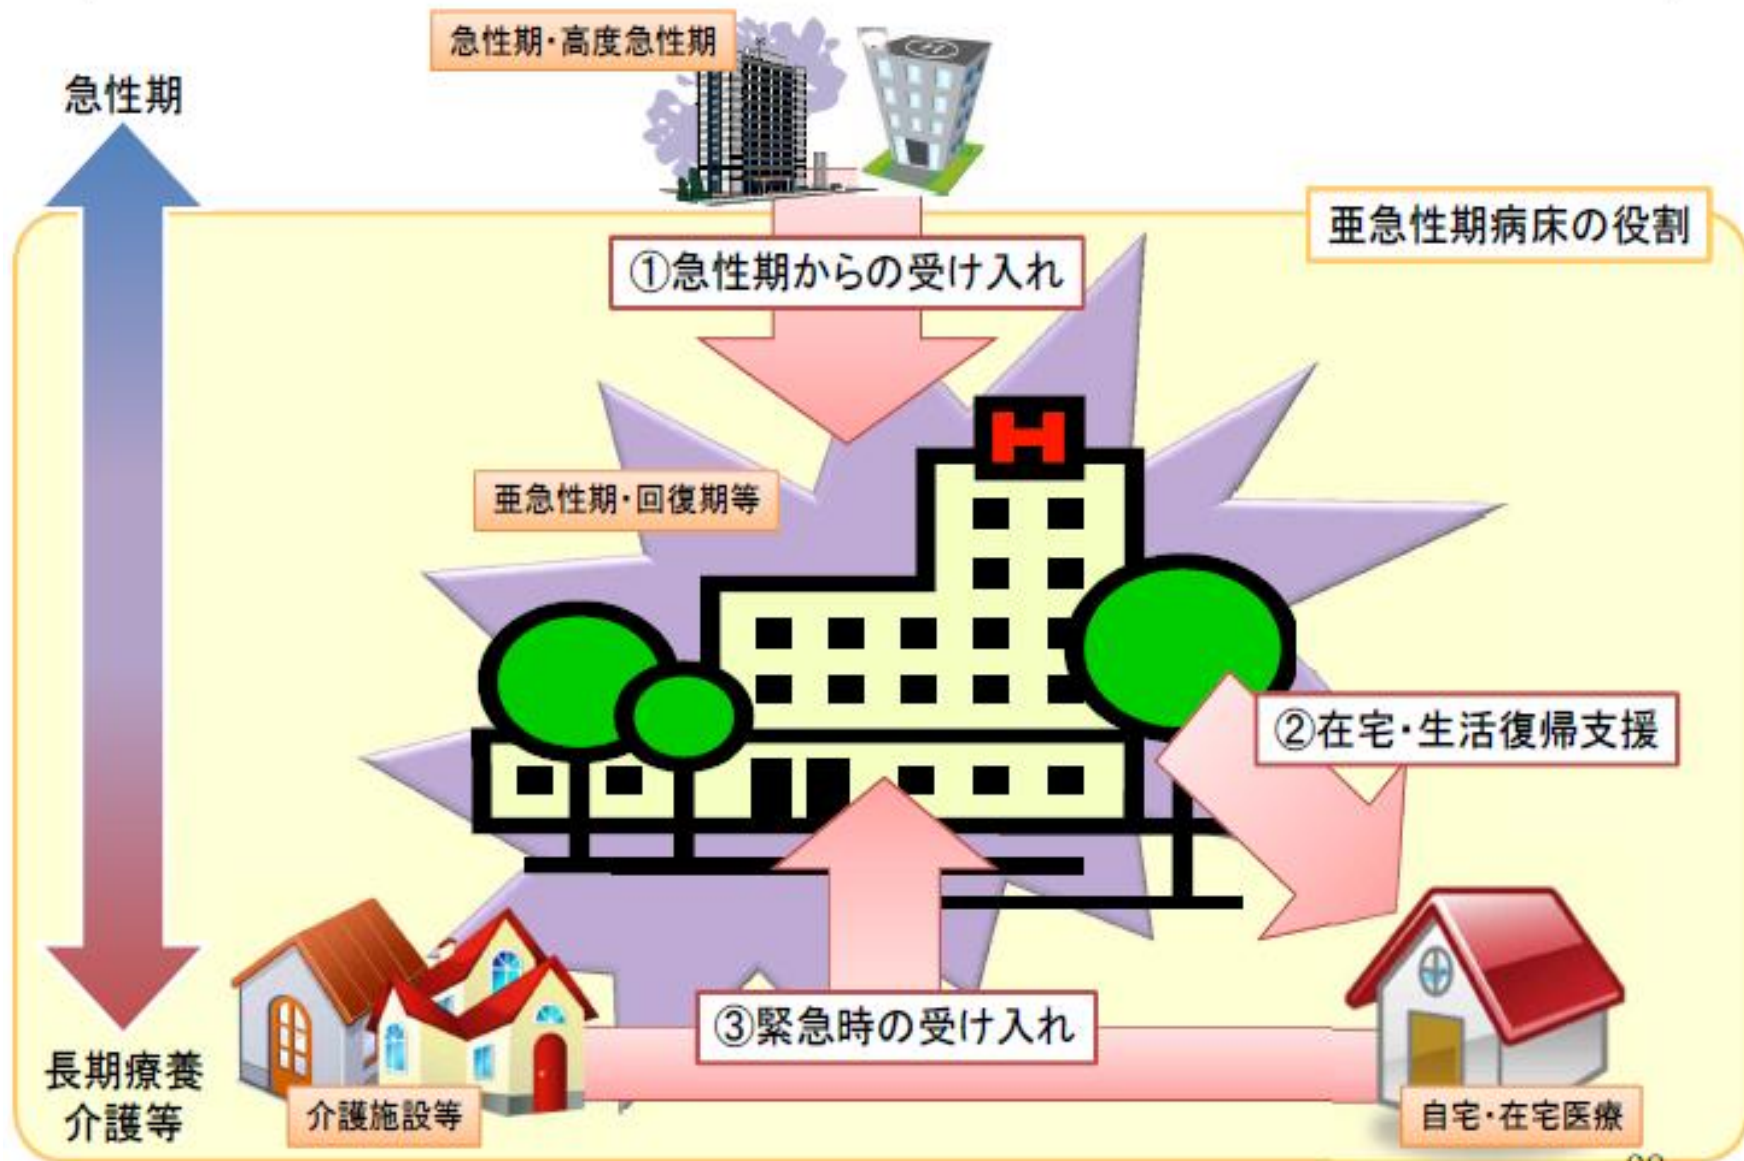 急性期・高度急性期
急性期
亜急性期病床の役割
①急性期からの受け入れ
H
亜急性期・回復期等
②在宅・生活復帰支援
③緊急時の受け入れ
長期療養
介護等
介護施設等
自宅・在宅医療